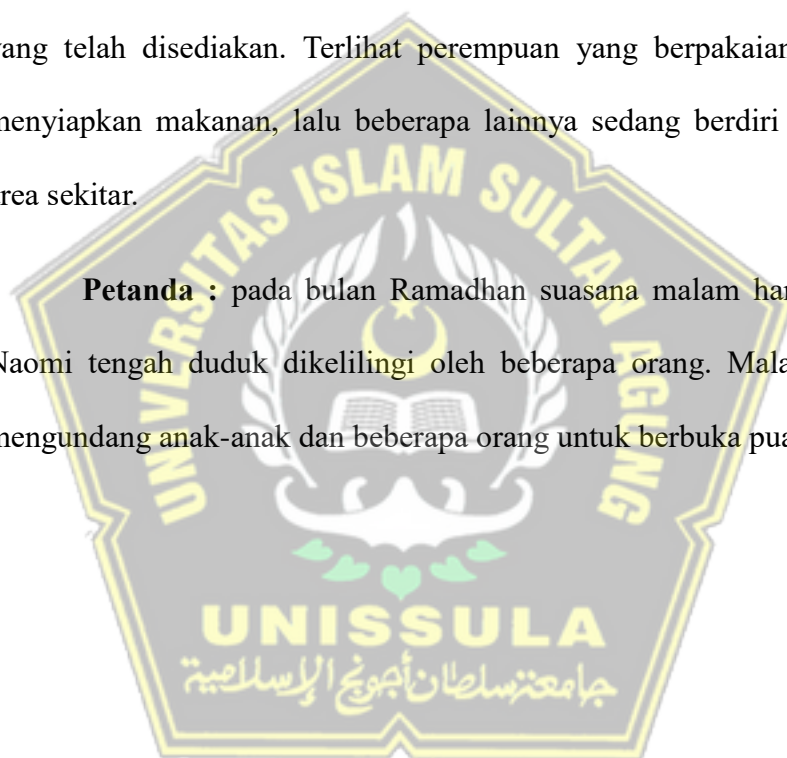 yang telah disediakan. Terlihat perempuan yang berpakaian
menyiapkan makanan, lalu beberapa lainnya sedang berdiri
area sekitar.
Petanda : pada bulan Ramadhan suasana malam har
Naomi tengah duduk dikelilingi oleh beberapa orang. Mala
mengundang anak-anak dan beberapa orang untuk berbuka pua
UNIVERSITAS ISLAM SULTAN AGUNG
UNISSULA
جامعة سلطان أجونج الإسلامية